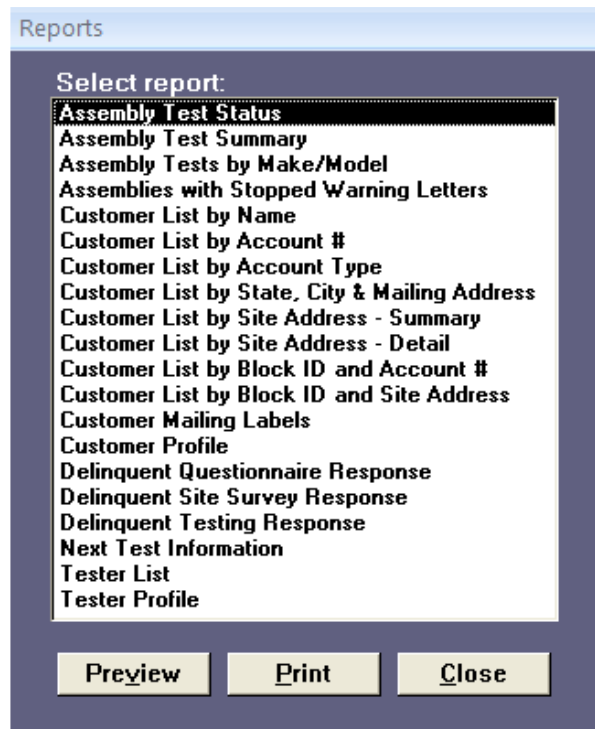 Reports
Select report:
Assembly Test Status
Assembly Test Summary
Assembly Tests by Make/Model
Assemblies with Stopped Warning Letters
Customer List by Name
Customer List by Account #
Customer List by Account Type
Customer List by State, City & Mailing Address
Customer List by Site Address - Summary
Customer List by Site Address - Detail
Customer List by Block ID and Account #
Customer List by Block ID and Site Address
Customer Mailing Labels
Customer Profile
Delinquent Questionnaire Response
Delinquent Site Survey Response
Delinquent Testing Response
Next Test Information
Tester List
Tester Profile
Preview Print Close